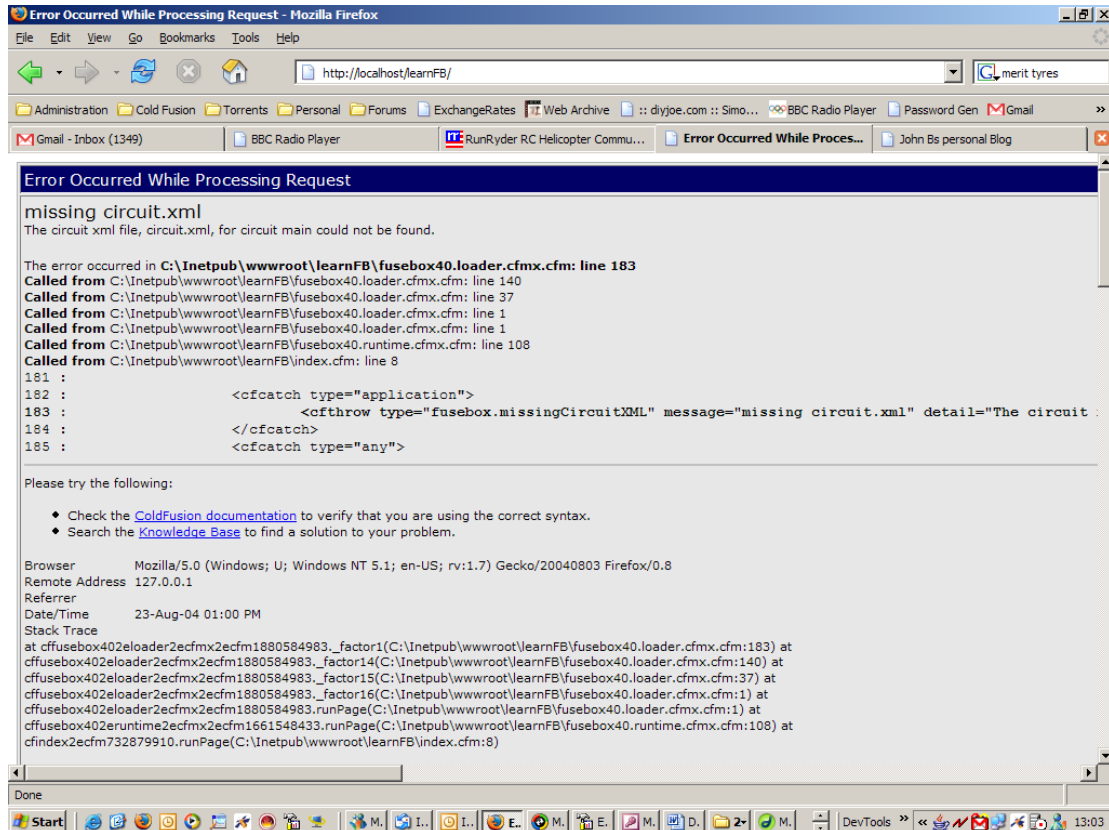 Error Occurred While Processing Request - Mozilla Firefox
File Edit View Go Bookmarks Tools Help
http://localhost/learnFB/
G merit tyres
Administration Cold Fusion Torrents Personal Forums ExchangeRates Web Archive :: diyjoe.com :: Simo... BBC Radio Player Password Gen Gmail »
Gmail - Inbox (1349) BBC Radio Player RunRyder RC Helicopter Commu... Error Occurred While Proces... John Bs personal Blog
Error Occurred While Processing Request
missing circuit.xml
The circuit xml file, circuit.xml, for circuit main could not be found.
The error occurred in C:\Inetpub\wwwroot\learnFB\fusebox40.loader.cfmx.cfm: line 183
Called from C:\Inetpub\wwwroot\learnFB\fusebox40.loader.cfmx.cfm: line 140
Called from C:\Inetpub\wwwroot\learnFB\fusebox40.loader.cfmx.cfm: line 37
Called from C:\Inetpub\wwwroot\learnFB\fusebox40.loader.cfmx.cfm: line 1
Called from C:\Inetpub\wwwroot\learnFB\fusebox40.loader.cfmx.cfm: line 1
Called from C:\Inetpub\wwwroot\learnFB\fusebox40.runtime.cfmx.cfm: line 108
Called from C:\Inetpub\wwwroot\learnFB\index.cfm: line 8
181 :
182 : <cfcatch type="application">
183 : <cfthrow type="fusebox.missingCircuitXML" message="missing circuit.xml" detail="The circuit
184 : </cfcatch>
185 : <cfcatch type="any">
Please try the following:
• Check the ColdFusion documentation to verify that you are using the correct syntax.
• Search the Knowledge Base to find a solution to your problem.
Browser Mozilla/5.0 (Windows; U; Windows NT 5.1; en-US; rv:1.7) Gecko/20040803 Firefox/0.8
Remote Address 127.0.0.1
Referrer
Date/Time 23-Aug-04 01:00 PM
Stack Trace
at cffusebox402eloader2ecfmx2ecfm1880584983._factor1(C:\Inetpub\wwwroot\learnFB\fusebox40.loader.cfmx.cfm:183) at
cffusebox402eloader2ecfmx2ecfm1880584983._factor14(C:\Inetpub\wwwroot\learnFB\fusebox40.loader.cfmx.cfm:140) at
cffusebox402eloader2ecfmx2ecfm1880584983._factor15(C:\Inetpub\wwwroot\learnFB\fusebox40.loader.cfmx.cfm:37) at
cffusebox402eloader2ecfmx2ecfm1880584983._factor16(C:\Inetpub\wwwroot\learnFB\fusebox40.loader.cfmx.cfm:1) at
cffusebox402eloader2ecfmx2ecfm1880584983.runPage(C:\Inetpub\wwwroot\learnFB\fusebox40.loader.cfmx.cfm:1) at
cffusebox402eruntime2ecfmx2ecfm1661548433.runPage(C:\Inetpub\wwwroot\learnFB\fusebox40.runtime.cfmx.cfm:108) at
cfindex2ecfm732879910.runPage(C:\Inetpub\wwwroot\learnFB\index.cfm:8)
Done
Start M. I.. I.. E.. M. E. M. D. 2 M. DevTools » « 13:03